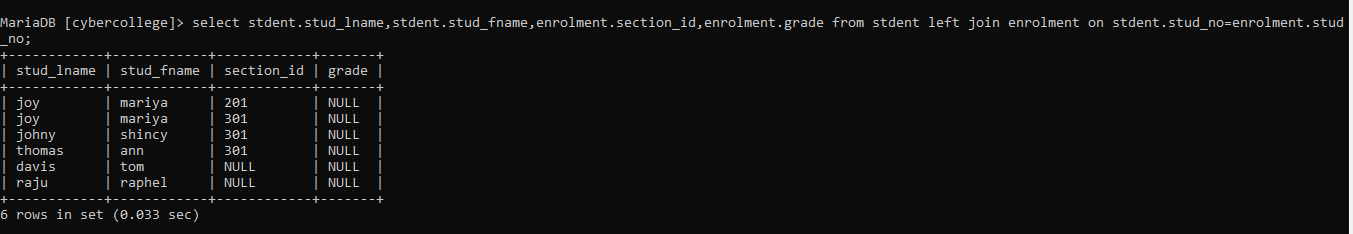 MariaDB [cybercollege]> select stdent.stud_lname,stdent.stud_fname,enrolment.section_id,enrolment.grade from stdent left join enrolment on stdent.stud_no=enrolment.stud
_no;
+------------+------------+------------+-------+
| stud_lname | stud_fname | section_id | grade |
+------------+------------+------------+-------+
| joy        | mariya     | 201        | NULL  |
| joy        | mariya     | 301        | NULL  |
| johny      | shincy     | 301        | NULL  |
| thomas     | ann        | 301        | NULL  |
| davis      | tom        | NULL       | NULL  |
| raju       | raphel     | NULL       | NULL  |
+------------+------------+------------+-------+
6 rows in set (0.033 sec)